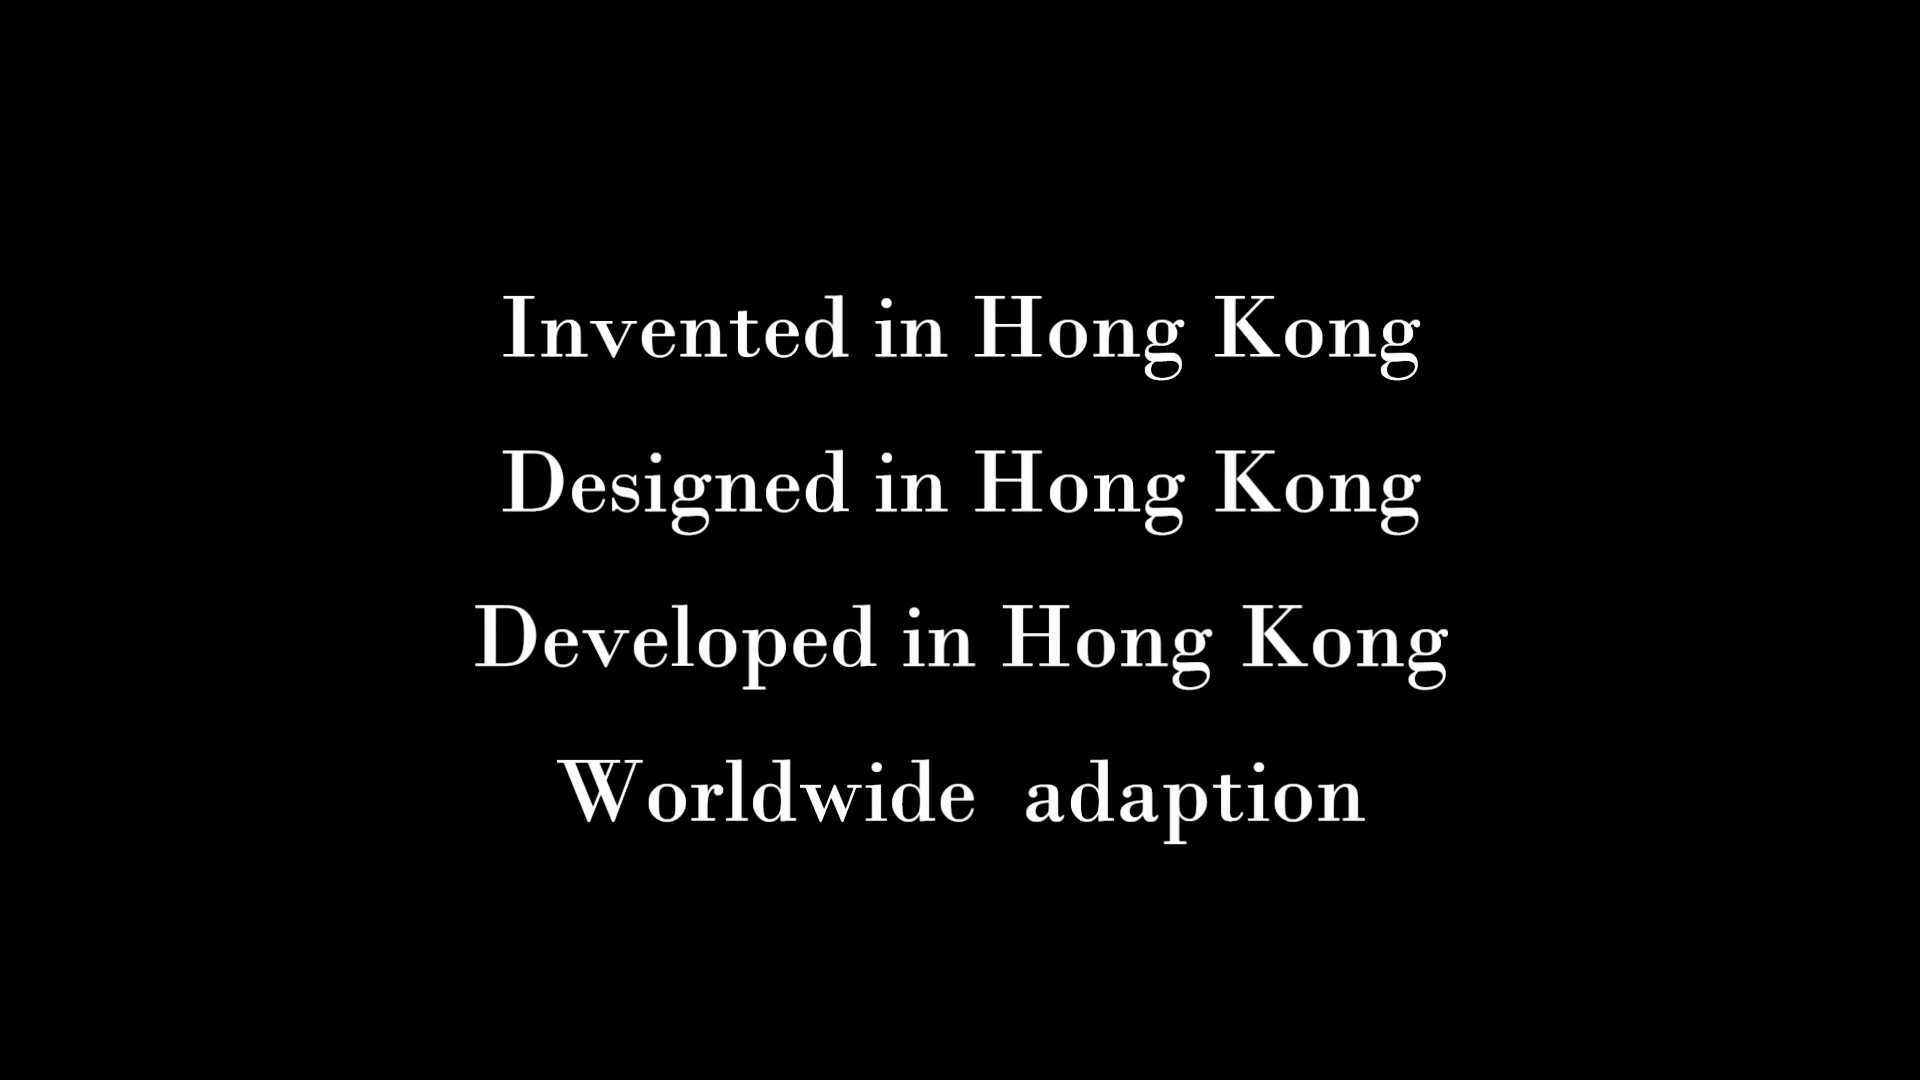 Invented in Hong Kong
Designed in Hong Kong
Developed in Hong Kong
Worldwide  adaption